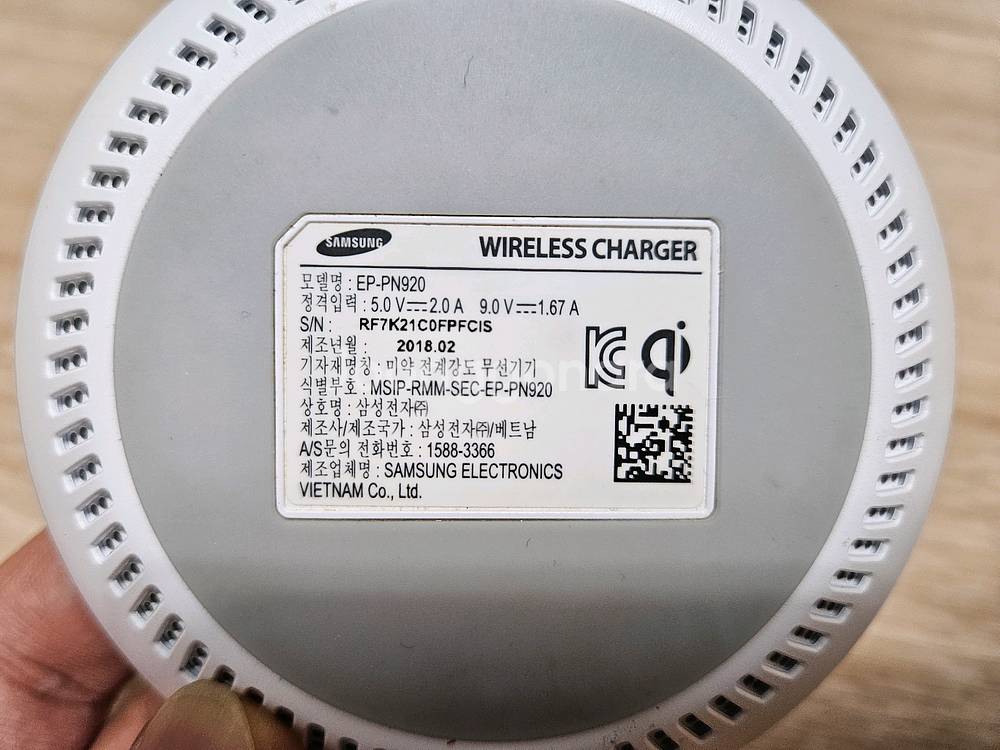 SAMSUNG WIRELESS CHARGER
모델명 : EP-PN920
정격입력 : 5.0 V⎓2.0 A 9.0 V⎓1.67 A
S/N : RF7K21C0FPFCIS
제조년월 : 2018.02
기자재명칭 : 미약 전계강도 무선기기
식별부호 : MSIP-RMM-SEC-EP-PN920
상호명 : 삼성전자㈜
제조사/제조국가 : 삼성전자㈜/베트남
A/S문의 전화번호 : 1588-3366
제조업체명 : SAMSUNG ELECTRONICS
VIETNAM Co., Ltd.
KC qi